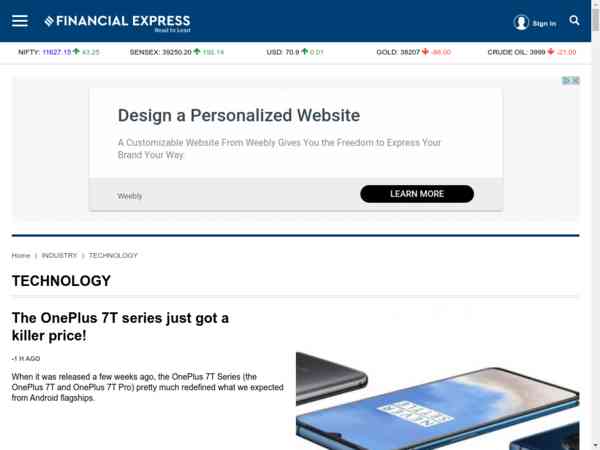 FINANCIAL EXPRESS
Read to Lead
Sign In
NIFTY: 11627.15 43.25 SENSEX: 39250.20 192.14 USD: 70.9 0.01 GOLD: 38207 -86.00 CRUDE OIL: 3999 -21.00
Design a Personalized Website
A Customizable Website From Weebly Gives You the Freedom to Express Your
Brand Your Way.
Weebly
LEARN MORE
Home | INDUSTRY | TECHNOLOGY
TECHNOLOGY
The OnePlus 7T series just got a
killer price!
-1 H AGO
When it was released a few weeks ago, the OnePlus 7T Series (the
OnePlus 7T and OnePlus 7T Pro) pretty much redefined what we expected
from Android flagships.
NEVER
SETTLE